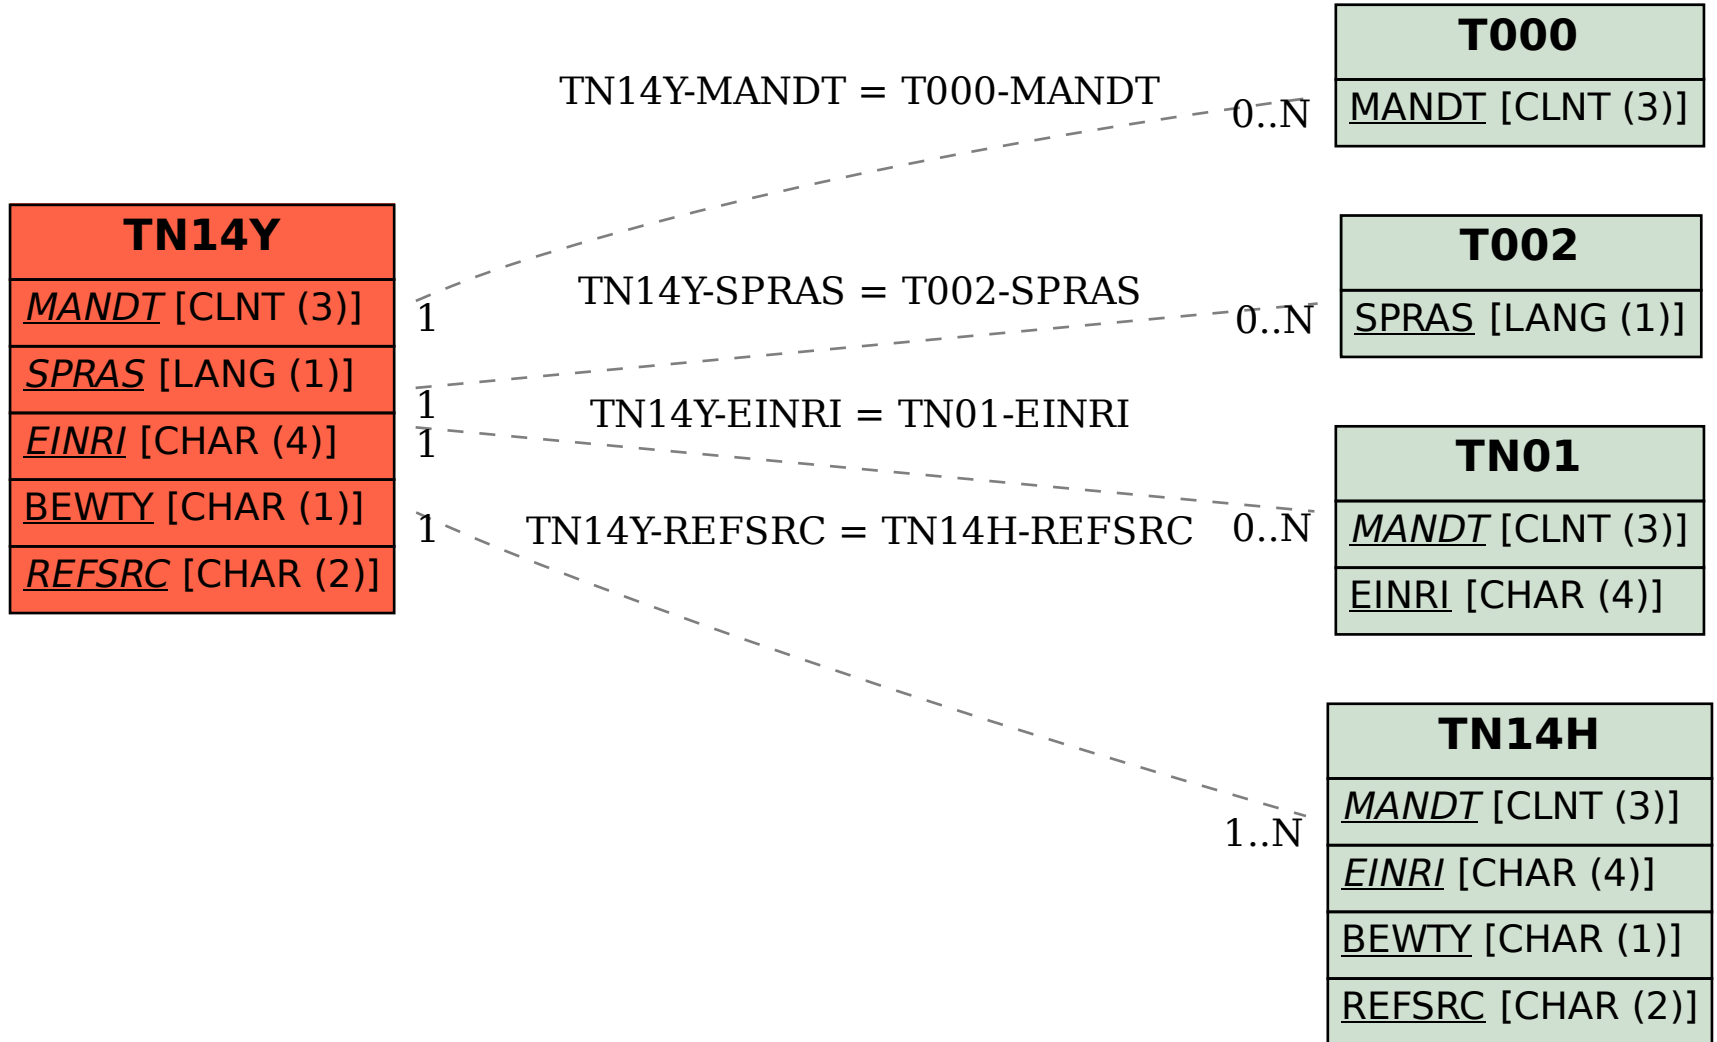 TN14Y
MANDT [CLNT (3)]
SPRAS [LANG (1)]
EINRI [CHAR (4)]
BEWTY [CHAR (1)]
REFSRC [CHAR (2)]
TN14Y-MANDT = T000-MANDT
1
0..N
TN14Y-SPRAS = T002-SPRAS
1
0..N
TN14Y-EINRI = TN01-EINRI
1
0..N
TN14Y-REFSRC = TN14H-REFSRC
1
1..N
T000
MANDT [CLNT (3)]
T002
SPRAS [LANG (1)]
TN01
MANDT [CLNT (3)]
EINRI [CHAR (4)]
TN14H
MANDT [CLNT (3)]
EINRI [CHAR (4)]
BEWTY [CHAR (1)]
REFSRC [CHAR (2)]